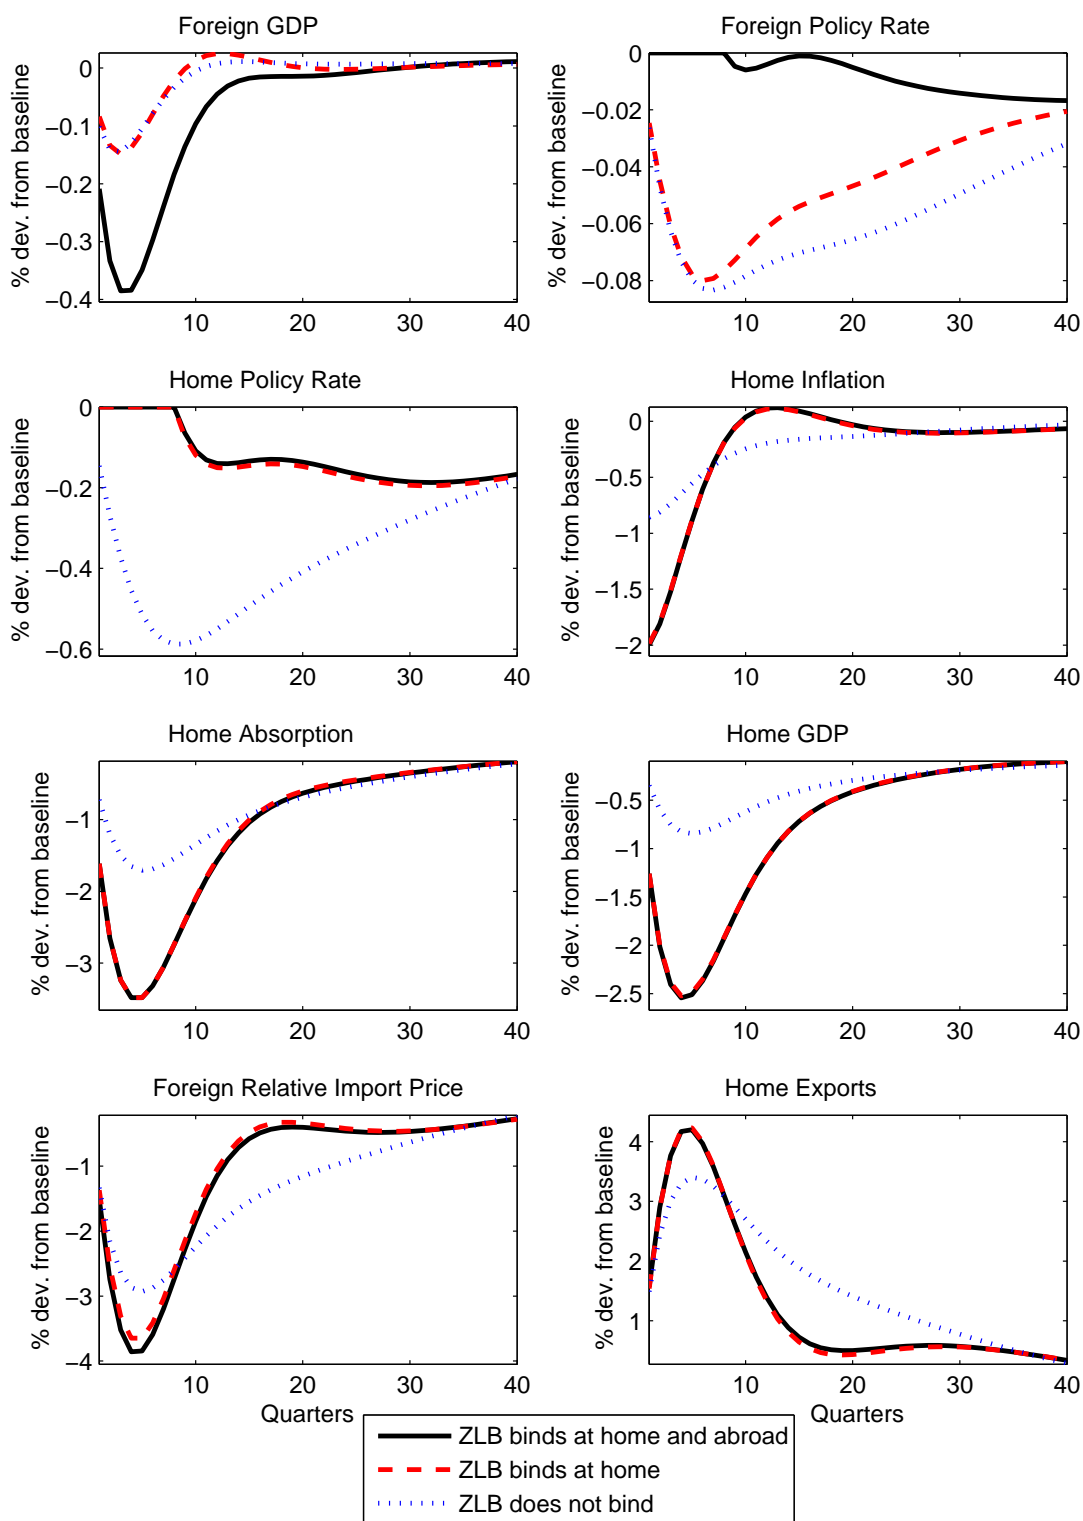 Foreign GDP
% dev. from baseline
0
−0.1
−0.2
−0.3
−0.4
10 20 30 40
Foreign Policy Rate
% dev. from baseline
0
−0.02
−0.04
−0.06
−0.08
10 20 30 40
Home Policy Rate
% dev. from baseline
0
−0.2
−0.4
−0.6
10 20 30 40
Home Inflation
% dev. from baseline
0
−0.5
−1
−1.5
−2
10 20 30 40
Home Absorption
% dev. from baseline
−1
−2
−3
10 20 30 40
Home GDP
% dev. from baseline
−0.5
−1
−1.5
−2
−2.5
10 20 30 40
Foreign Relative Import Price
% dev. from baseline
−1
−2
−3
−4
10 20 30 40
Quarters
Home Exports
% dev. from baseline
4
3
2
1
10 20 30 40
Quarters
ZLB binds at home and abroad
ZLB binds at home
ZLB does not bind